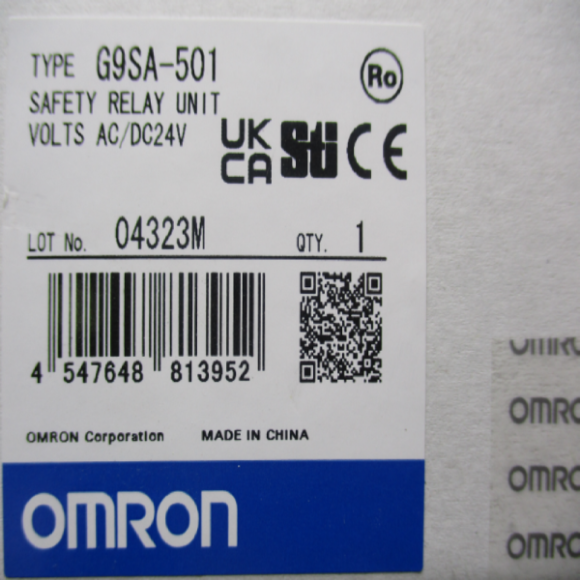 TYPE G9SA-501
Ro
SAFETY RELAY UNIT
VOLTS AC/DC24V
UK
CA
Sti
CE
LOT No. 04323M QTY. 1
4 547648 813952
OMRON Corporation MADE IN CHINA
OMRON
OMRO
OMRO
OMRO